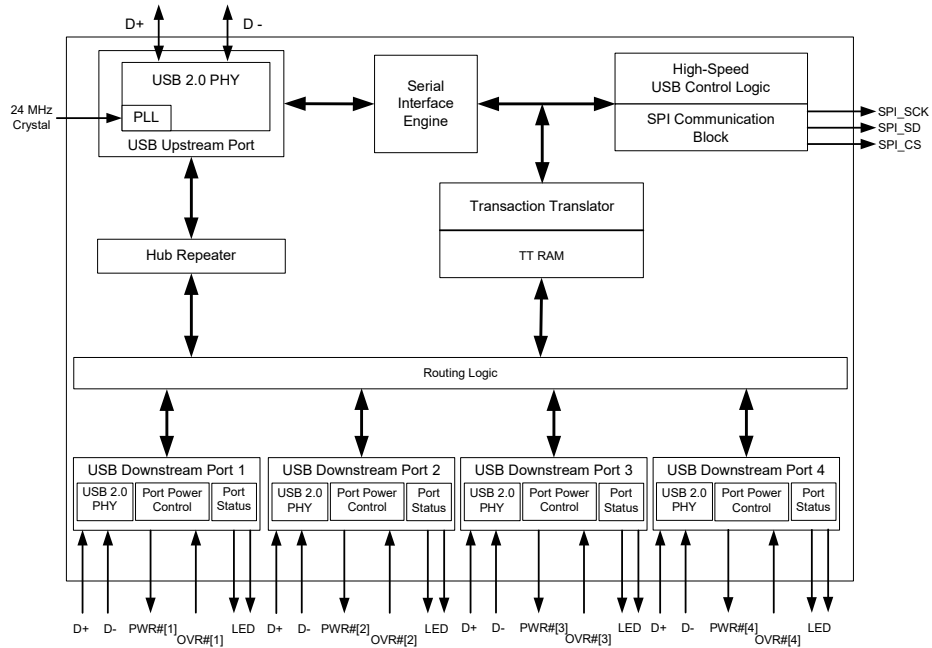 D+ D -
USB 2.0 PHY
PLL
USB Upstream Port
24 MHz
Crystal
Serial
Interface
Engine
High-Speed
USB Control Logic
SPI Communication
Block
SPI_SCK
SPI_SD
SPI_CS
Transaction Translator
TT RAM
Hub Repeater
Routing Logic
USB Downstream Port 1
USB 2.0
PHY
Port Power
Control
Port
Status
USB Downstream Port 2
USB 2.0
PHY
Port Power
Control
Port
Status
USB Downstream Port 3
USB 2.0
PHY
Port Power
Control
Port
Status
USB Downstream Port 4
USB 2.0
PHY
Port Power
Control
Port
Status
D+ D- PWR#[1] OVR#[1] LED
D+ D- PWR#[2] OVR#[2] LED
D+ D- PWR#[3] OVR#[3] LED
D+ D- PWR#[4] OVR#[4] LED